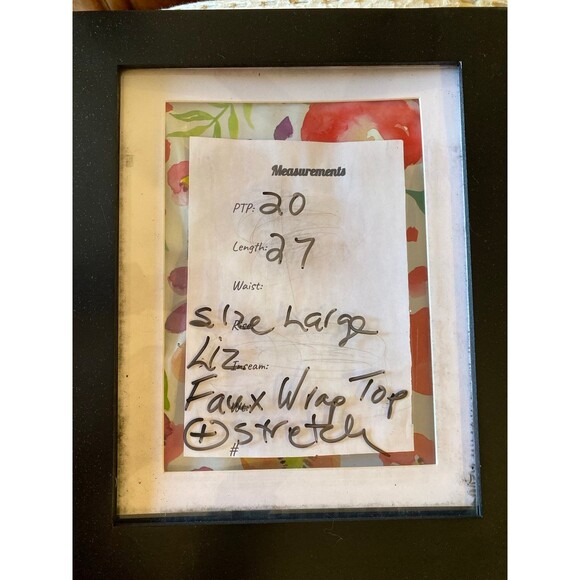 Measurements
PTP: 20
Length: 27
Waist:
Size Large
Liz Inseam:
Faux Wrap Top
+ Stretch
#